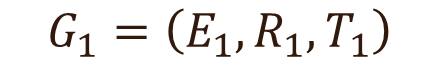 G₁ = (E₁, R₁, T₁)